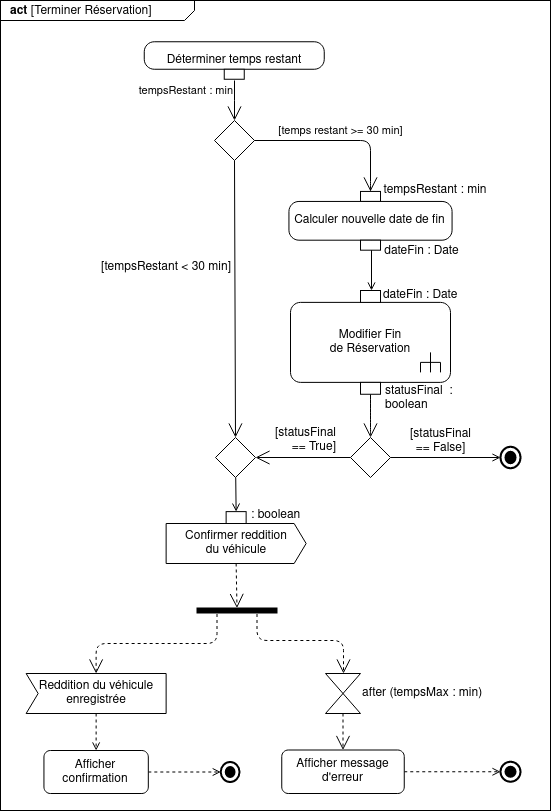 act [Terminer Réservation]
Déterminer temps restant
tempsRestant : min
[temps restant >= 30 min]
tempsRestant : min
Calculer nouvelle date de fin
dateFin : Date
[tempsRestant < 30 min]
dateFin : Date
Modifier Fin
de Réservation
statusFinal :
boolean
[statusFinal
== True]
[statusFinal
== False]
: boolean
Confirmer reddition
du véhicule
Reddition du véhicule
enregistrée
after (tempsMax : min)
Afficher
confirmation
Afficher message
d'erreur